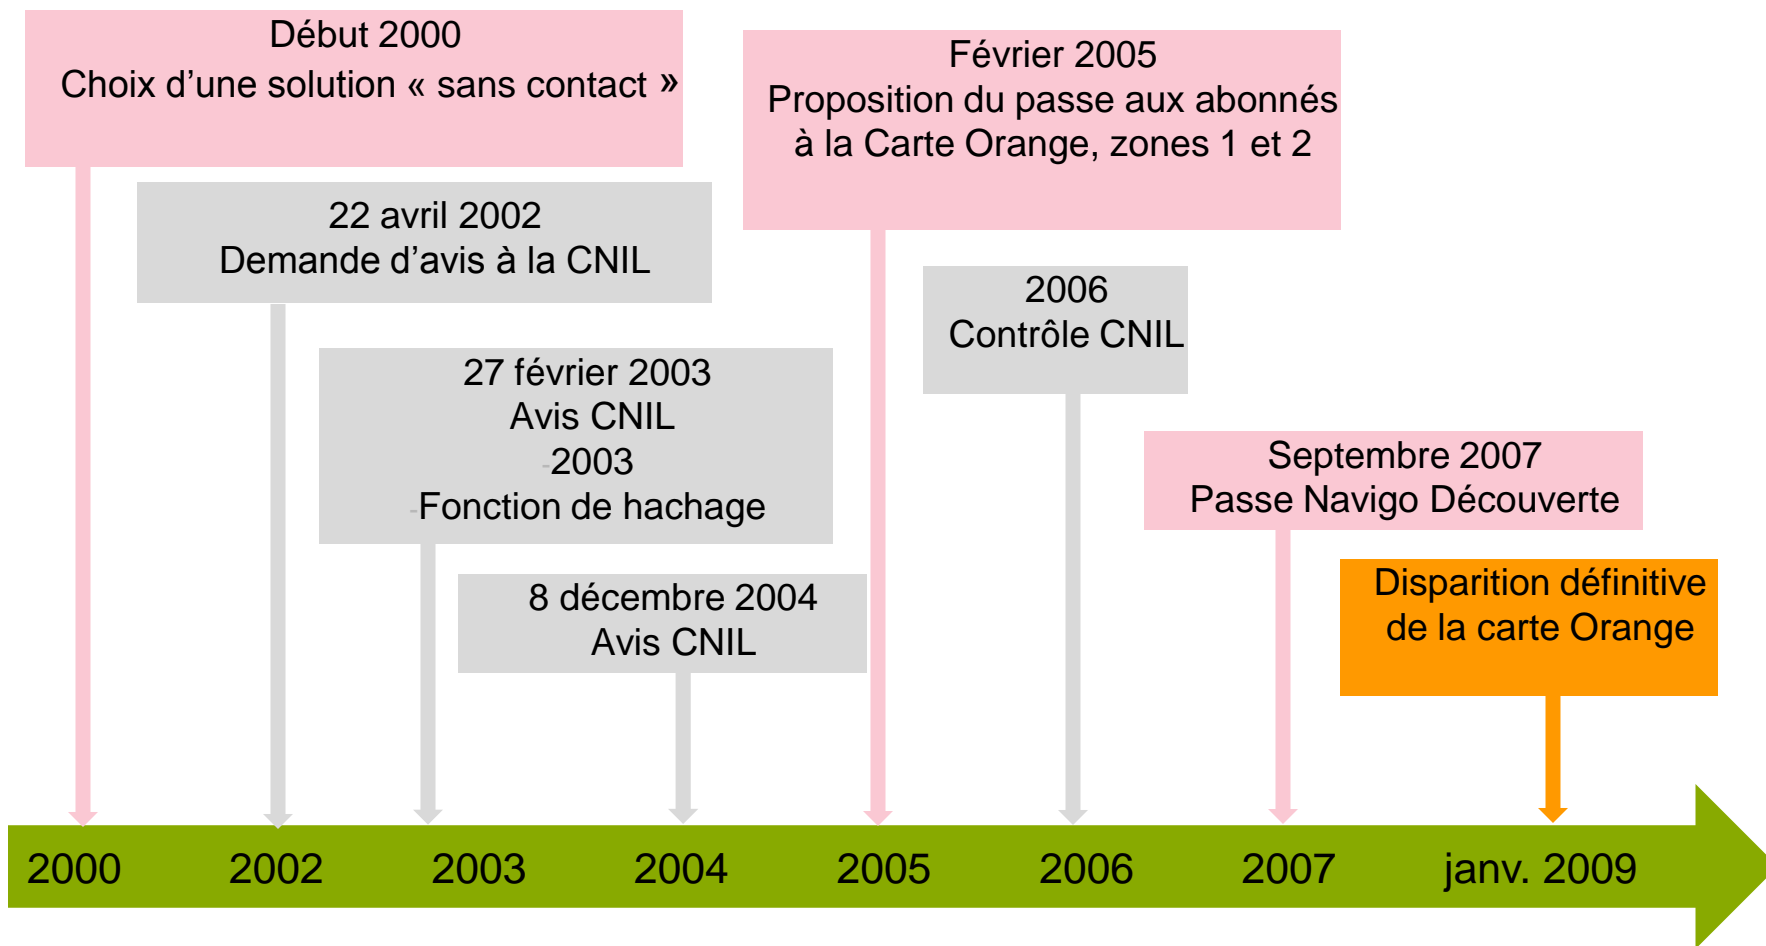 Début 2000
Choix d’une solution « sans contact »
22 avril 2002
Demande d’avis à la CNIL
27 février 2003
Avis CNIL
-2003
-Fonction de hachage
8 décembre 2004
Avis CNIL
Février 2005
Proposition du passe aux abonnés
à la Carte Orange, zones 1 et 2
2006
Contrôle CNIL
Septembre 2007
Passe Navigo Découverte
Disparition définitive
de la carte Orange
2000 2002 2003 2004 2005 2006 2007 janv. 2009